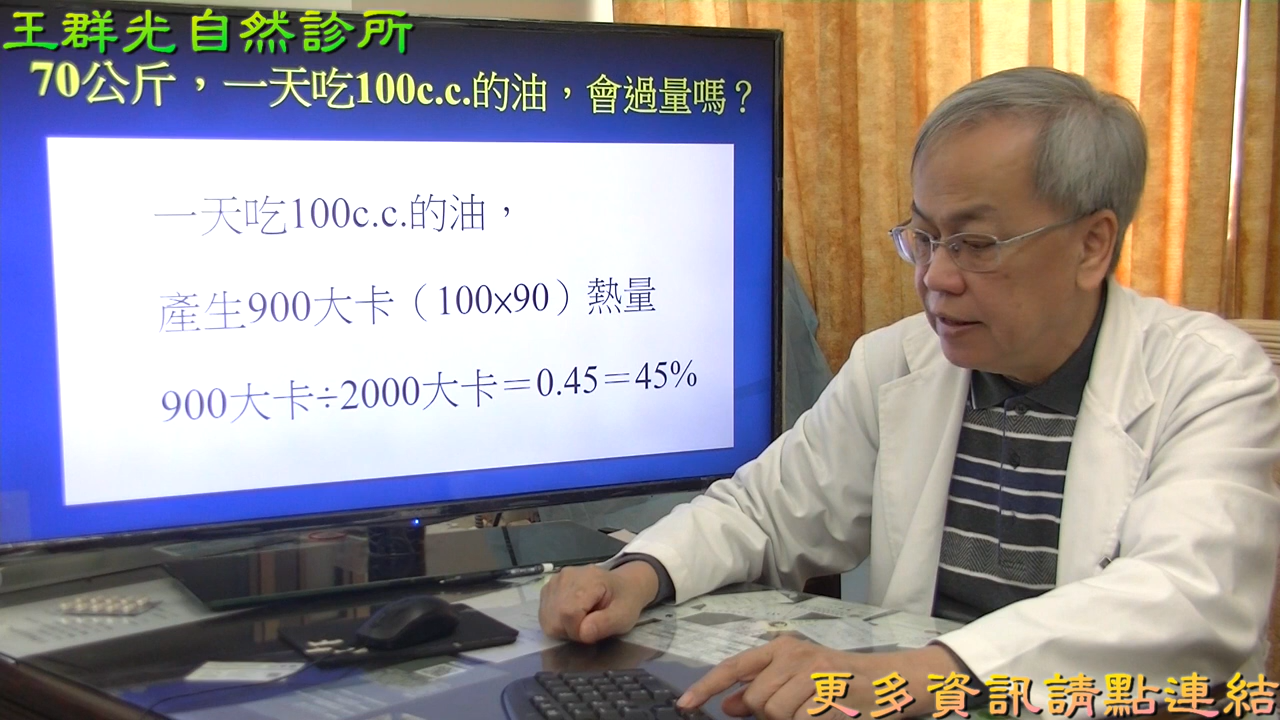 王群光自然診所
70公斤，一天吃100c.c.的油，會過量嗎？
一天吃100c.c.的油，
產生900大卡（100x90）熱量
900大卡÷2000大卡＝0.45＝45%
更多資訊請點連結